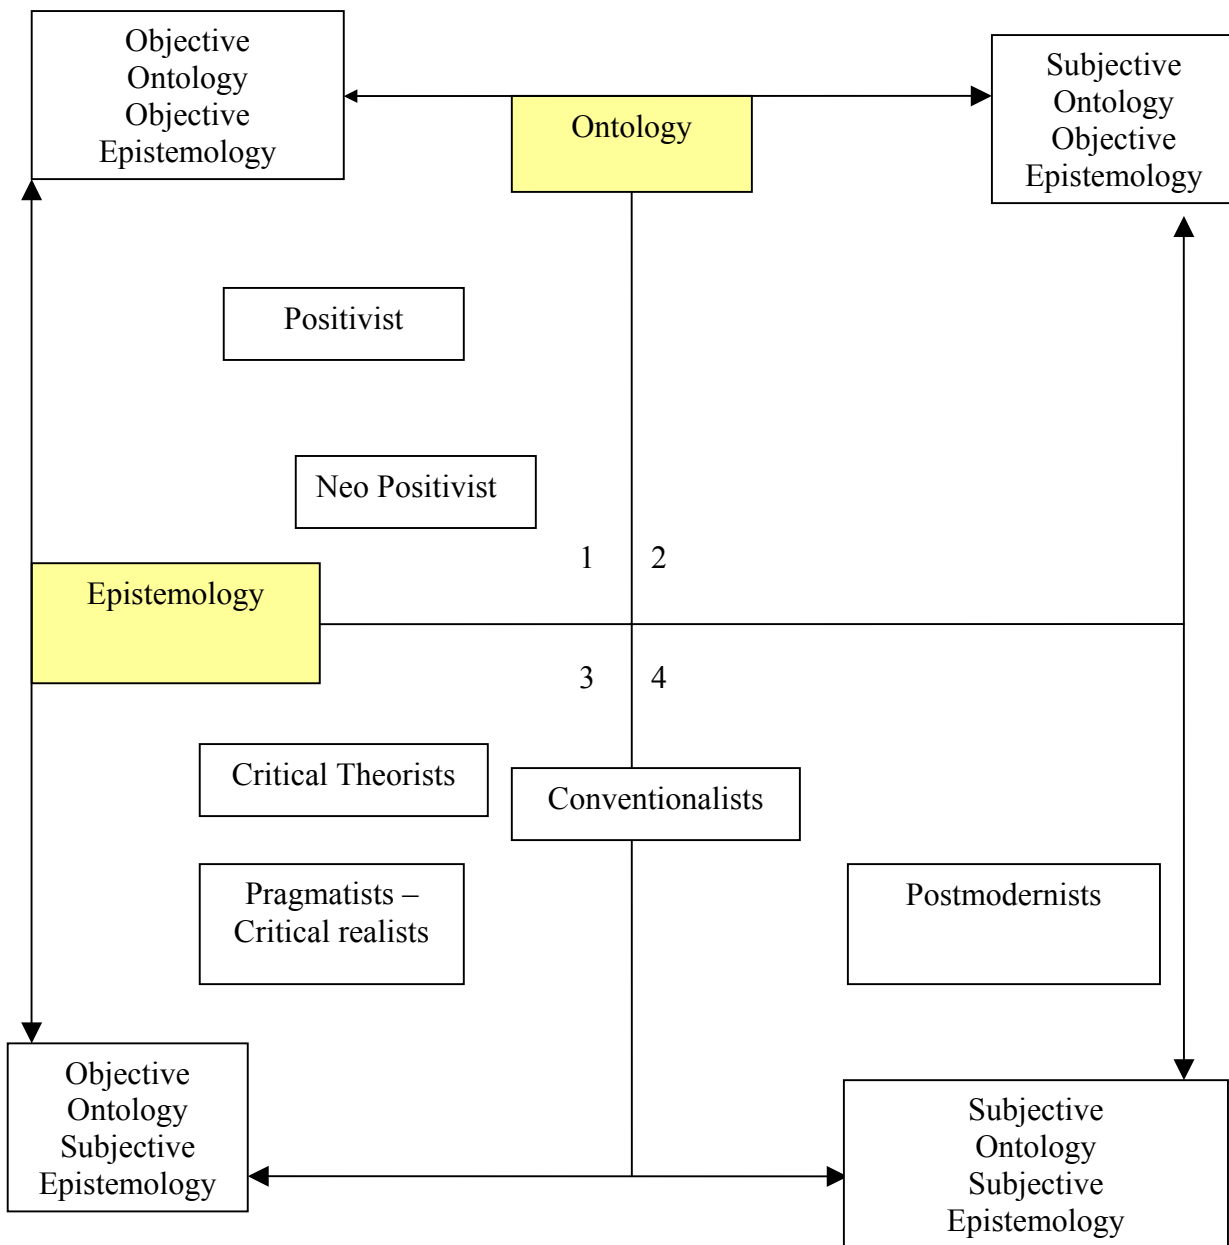 Objective
Ontology
Objective
Epistemology
Ontology
Subjective
Ontology
Objective
Epistemology
Positivist
Neo Positivist
1 2
Epistemology
3 4
Critical Theorists
Conventionalists
Pragmatists –
Critical realists
Postmodernists
Objective
Ontology
Subjective
Epistemology
Subjective
Ontology
Subjective
Epistemology